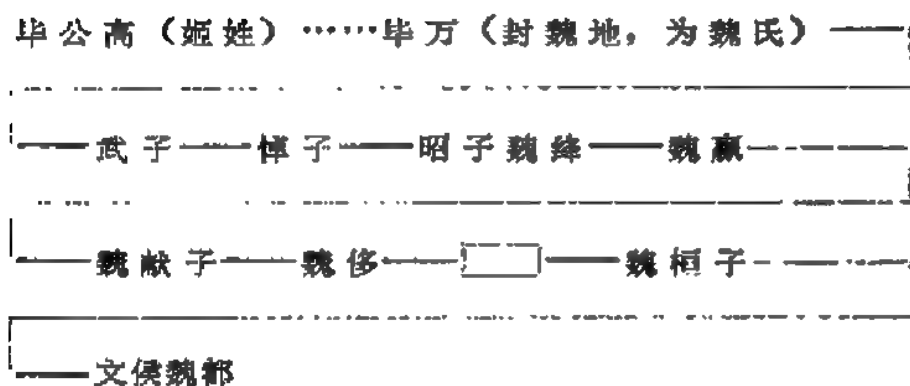 毕公高（姬姓）……毕万（封魏地，为魏氏）——
——武子——悼子——昭子魏绛——魏嬴——
——魏献子——魏侈——□——魏桓子——
——文侯魏都